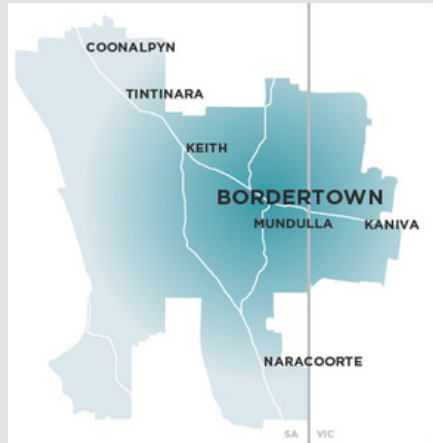 COONALPYN
TINTINARA
KEITH
BORDERTOWN
MUNDULLA
KANIVA
NARACOORTE
SA VIC